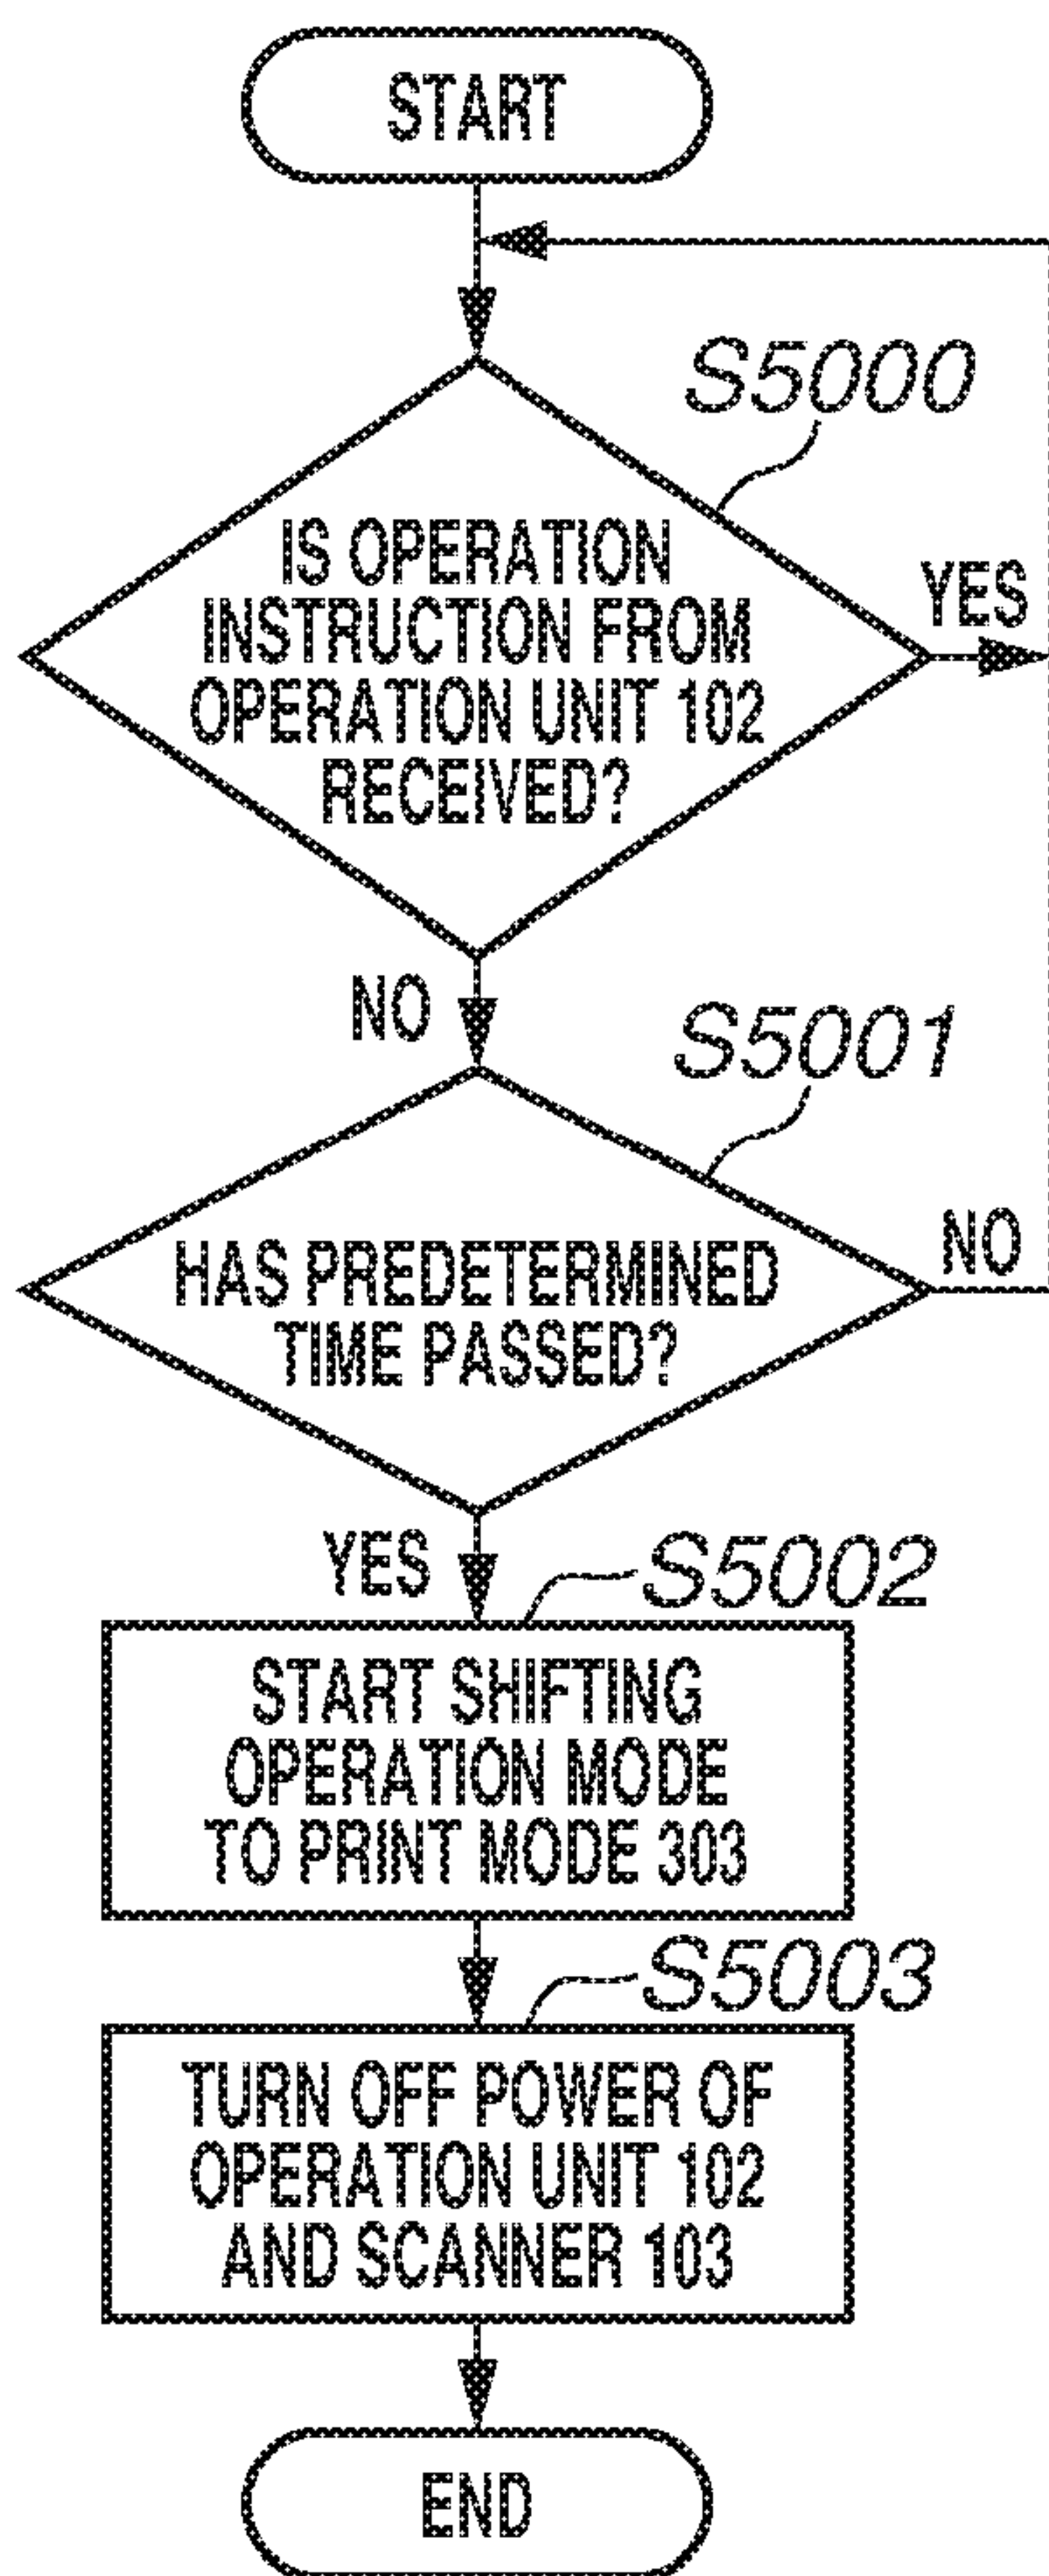 START
S5000
IS OPERATION
INSTRUCTION FROM
OPERATION UNIT 102
RECEIVED?
YES
NO
S5001
HAS PREDETERMINED
TIME PASSED?
NO
YES
S5002
START SHIFTING
OPERATION MODE
TO PRINT MODE 303
S5003
TURN OFF POWER OF
OPERATION UNIT 102
AND SCANNER 103
END